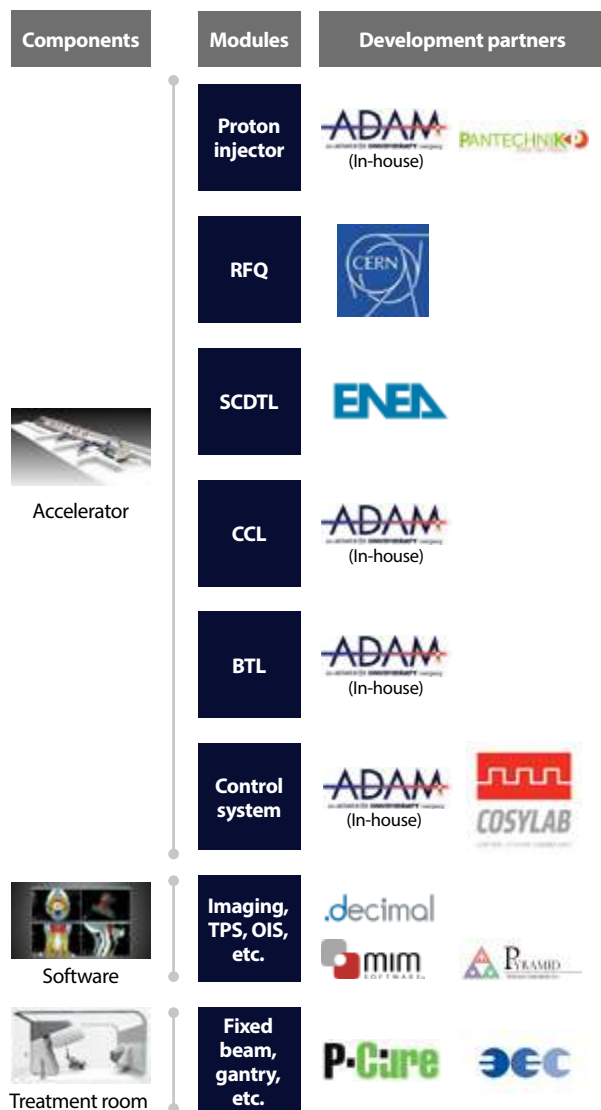 Components
Modules
Development partners
Proton
injector
ADAM
(In-house)
PANTECHNIK
RFQ
CERN
SCDTL
ENEA
Accelerator
CCL
ADAM
(In-house)
BTL
ADAM
(In-house)
Control
system
ADAM
(In-house)
COSYLAB
Software
Imaging,
TPS, OIS,
etc.
.decimal
mim
SOFTWARE
PYRAMID
Treatment room
Fixed
beam,
gantry,
etc.
P-Cure